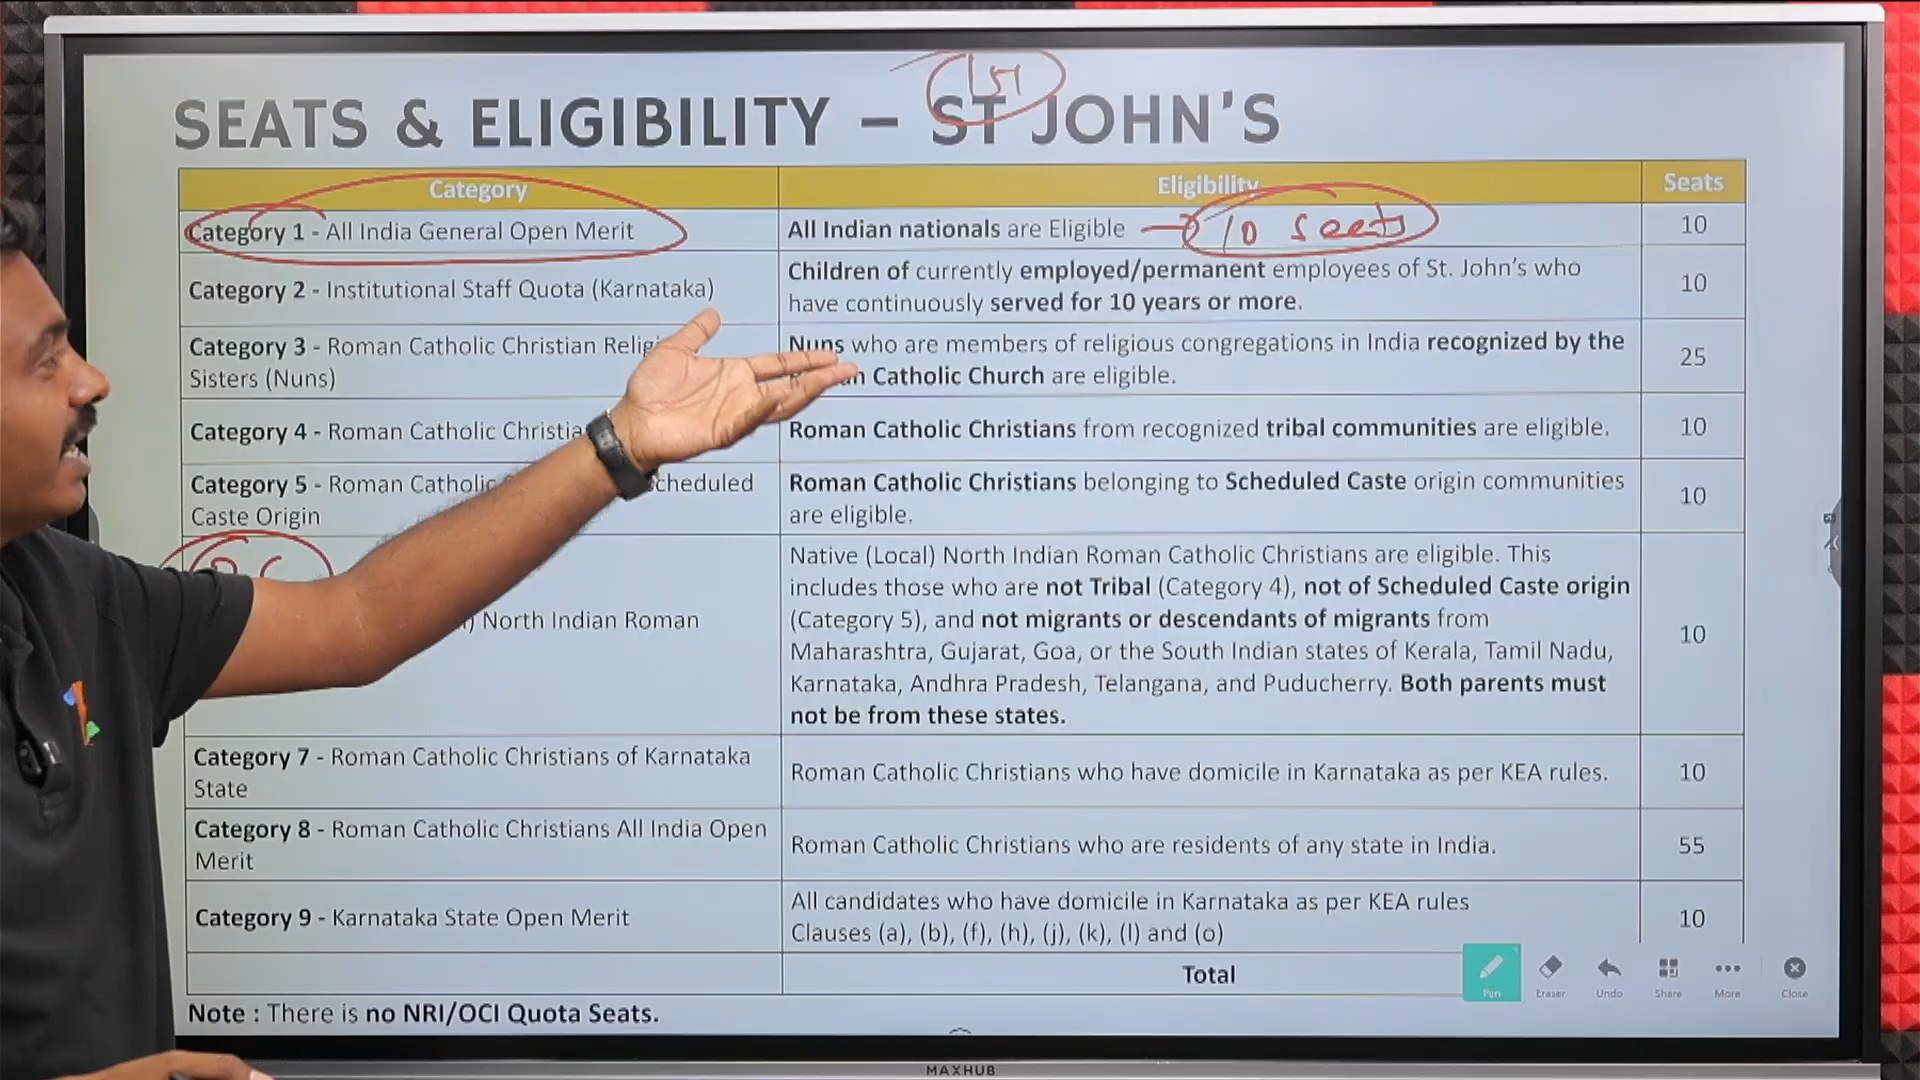 1st
SEATS & ELIGIBILITY – ST JOHN'S
Category Eligibility Seats
Category 1 - All India General Open Merit All Indian nationals are Eligible → 10 seats 10
Category 2 - Institutional Staff Quota (Karnataka) Children of currently employed/permanent employees of St. John's who
have continuously served for 10 years or more. 10
Category 3 - Roman Catholic Christian Nuns who are members of religious congregations in India recognized by the
Sisters (Nuns) Catholic Church are eligible. 25
Category 4 - Roman Catholic Roman Catholic Christians from recognized tribal communities are eligible. 10
Category 5 - Roman Catholic Scheduled Roman Catholic Christians belonging to Scheduled Caste origin communities
Caste Origin are eligible. 10
Native (Local) North Indian Roman Catholic Christians are eligible. This
includes those who are not Tribal (Category 4), not of Scheduled Caste origin
) North Indian Roman (Category 5), and not migrants or descendants of migrants from 10
Maharashtra, Gujarat, Goa, or the South Indian states of Kerala, Tamil Nadu,
Karnataka, Andhra Pradesh, Telangana, and Puducherry. Both parents must
not be from these states.
Category 7 - Roman Catholic Christians of Karnataka
State Roman Catholic Christians who have domicile in Karnataka as per KEA rules. 10
Category 8 - Roman Catholic Christians All India Open
Merit Roman Catholic Christians who are residents of any state in India. 55
Category 9 - Karnataka State Open Merit All candidates who have domicile in Karnataka as per KEA rules
Clauses (a), (b), (f), (h), (j), (k), (l) and (o) 10
Total
Pen Eraser Undo Share More Close
Note : There is no NRI/OCI Quota Seats.
MAXHUB